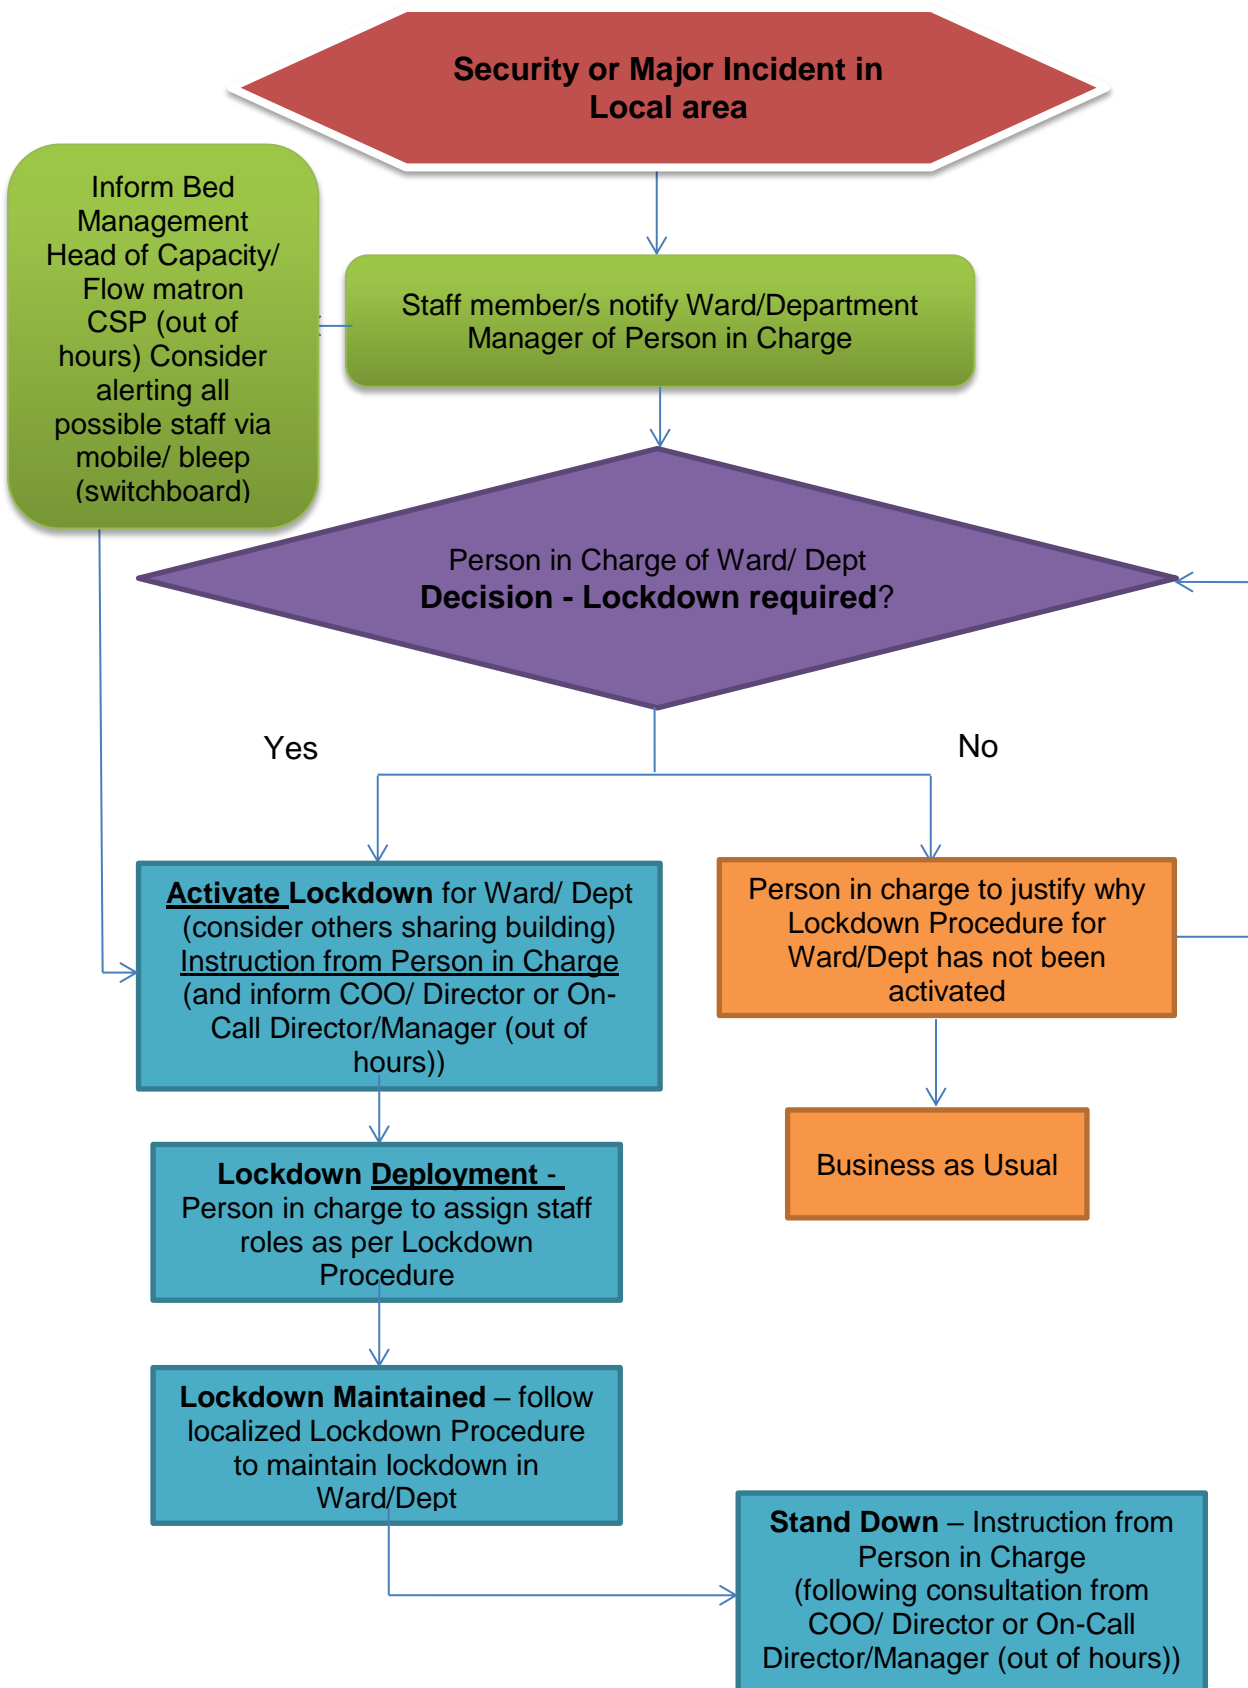 Security or Major Incident in
Local area
Inform Bed
Management
Head of Capacity/
Flow matron
CSP (out of
hours) Consider
alerting all
possible staff via
mobile/ bleep
(switchboard)
Staff member/s notify Ward/Department
Manager of Person in Charge
Person in Charge of Ward/ Dept
Decision - Lockdown required?
Yes
No
Activate Lockdown for Ward/ Dept
(consider others sharing building)
Instruction from Person in Charge
(and inform COO/ Director or On-
Call Director/Manager (out of
hours))
Person in charge to justify why
Lockdown Procedure for
Ward/Dept has not been
activated
Lockdown Deployment -
Person in charge to assign staff
roles as per Lockdown
Procedure
Business as Usual
Lockdown Maintained – follow
localized Lockdown Procedure
to maintain lockdown in
Ward/Dept
Stand Down – Instruction from
Person in Charge
(following consultation from
COO/ Director or On-Call
Director/Manager (out of hours))